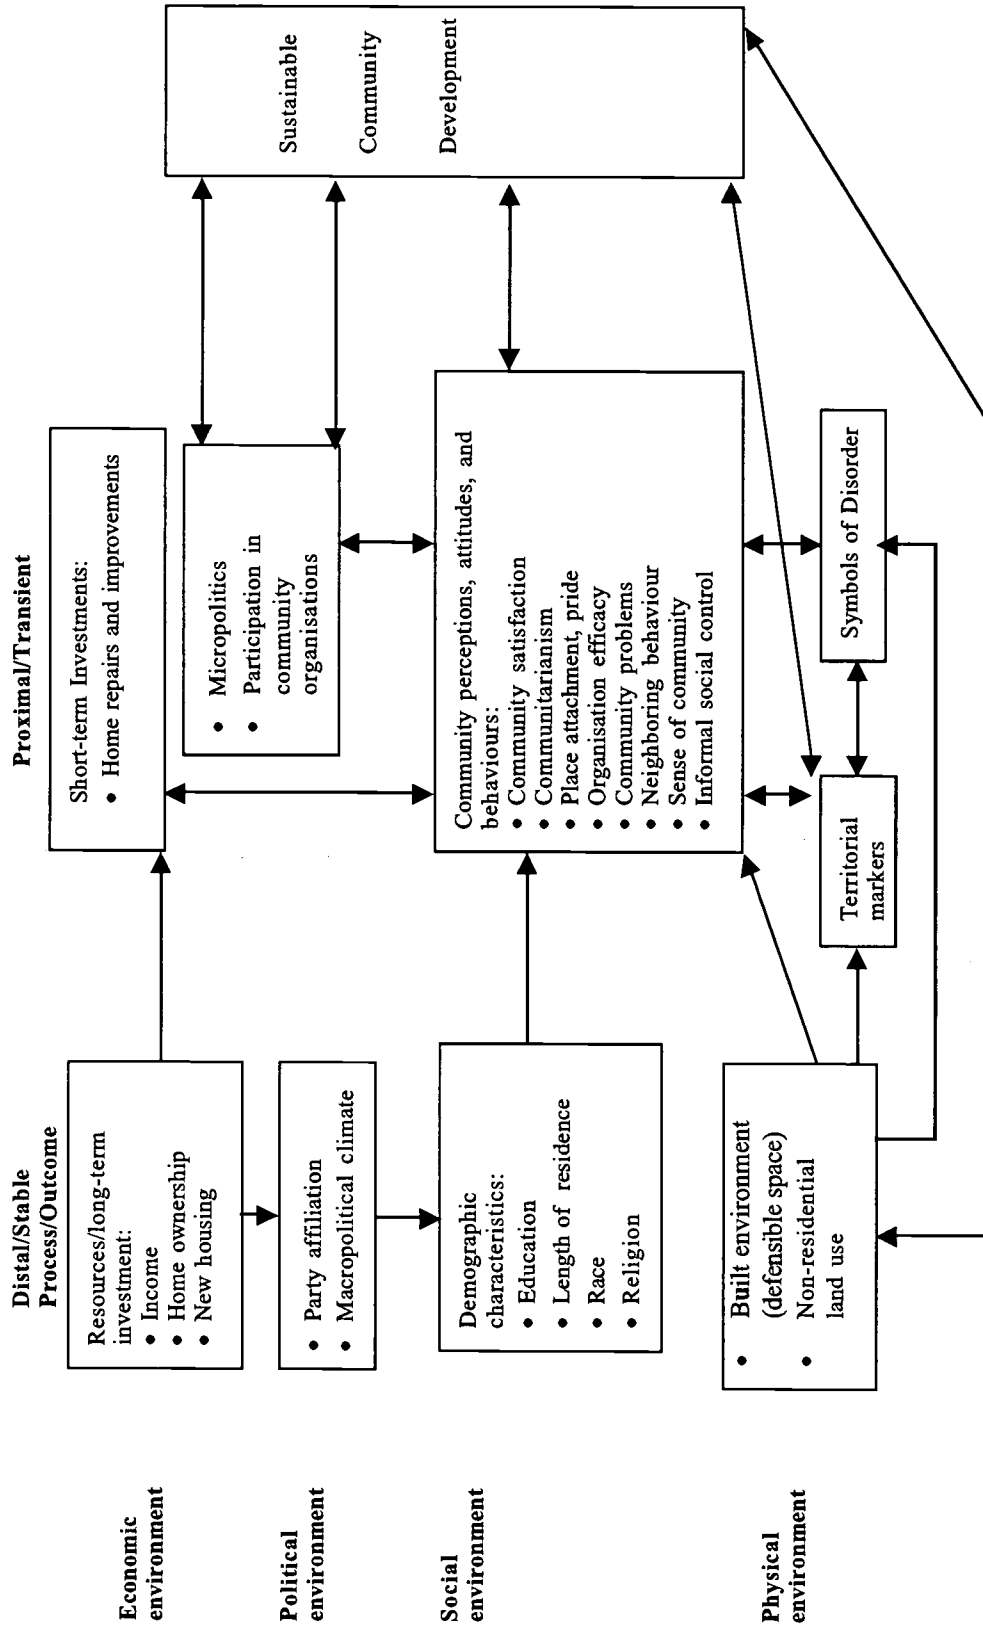 Distal/Stable
Process/Outcome
Proximal/Transient
Economic
environment
Resources/long-term
investment:
• Income
• Home ownership
• New housing
Short-term Investments:
• Home repairs and improvements
Political
environment
• Party affiliation
• Macropolitical climate
• Micropolitics
• Participation in
community
organisations
Social
environment
Demographic
characteristics:
• Education
• Length of residence
• Race
• Religion
Community perceptions, attitudes, and
behaviours:
• Community satisfaction
• Communitarianism
• Place attachment, pride
• Organisation efficacy
• Community problems
• Neighboring behaviour
• Sense of community
• Informal social control
Physical
environment
• Built environment
(defensible space)
• Non-residential
land use
Territorial
markers
Symbols of Disorder
Sustainable
Community
Development